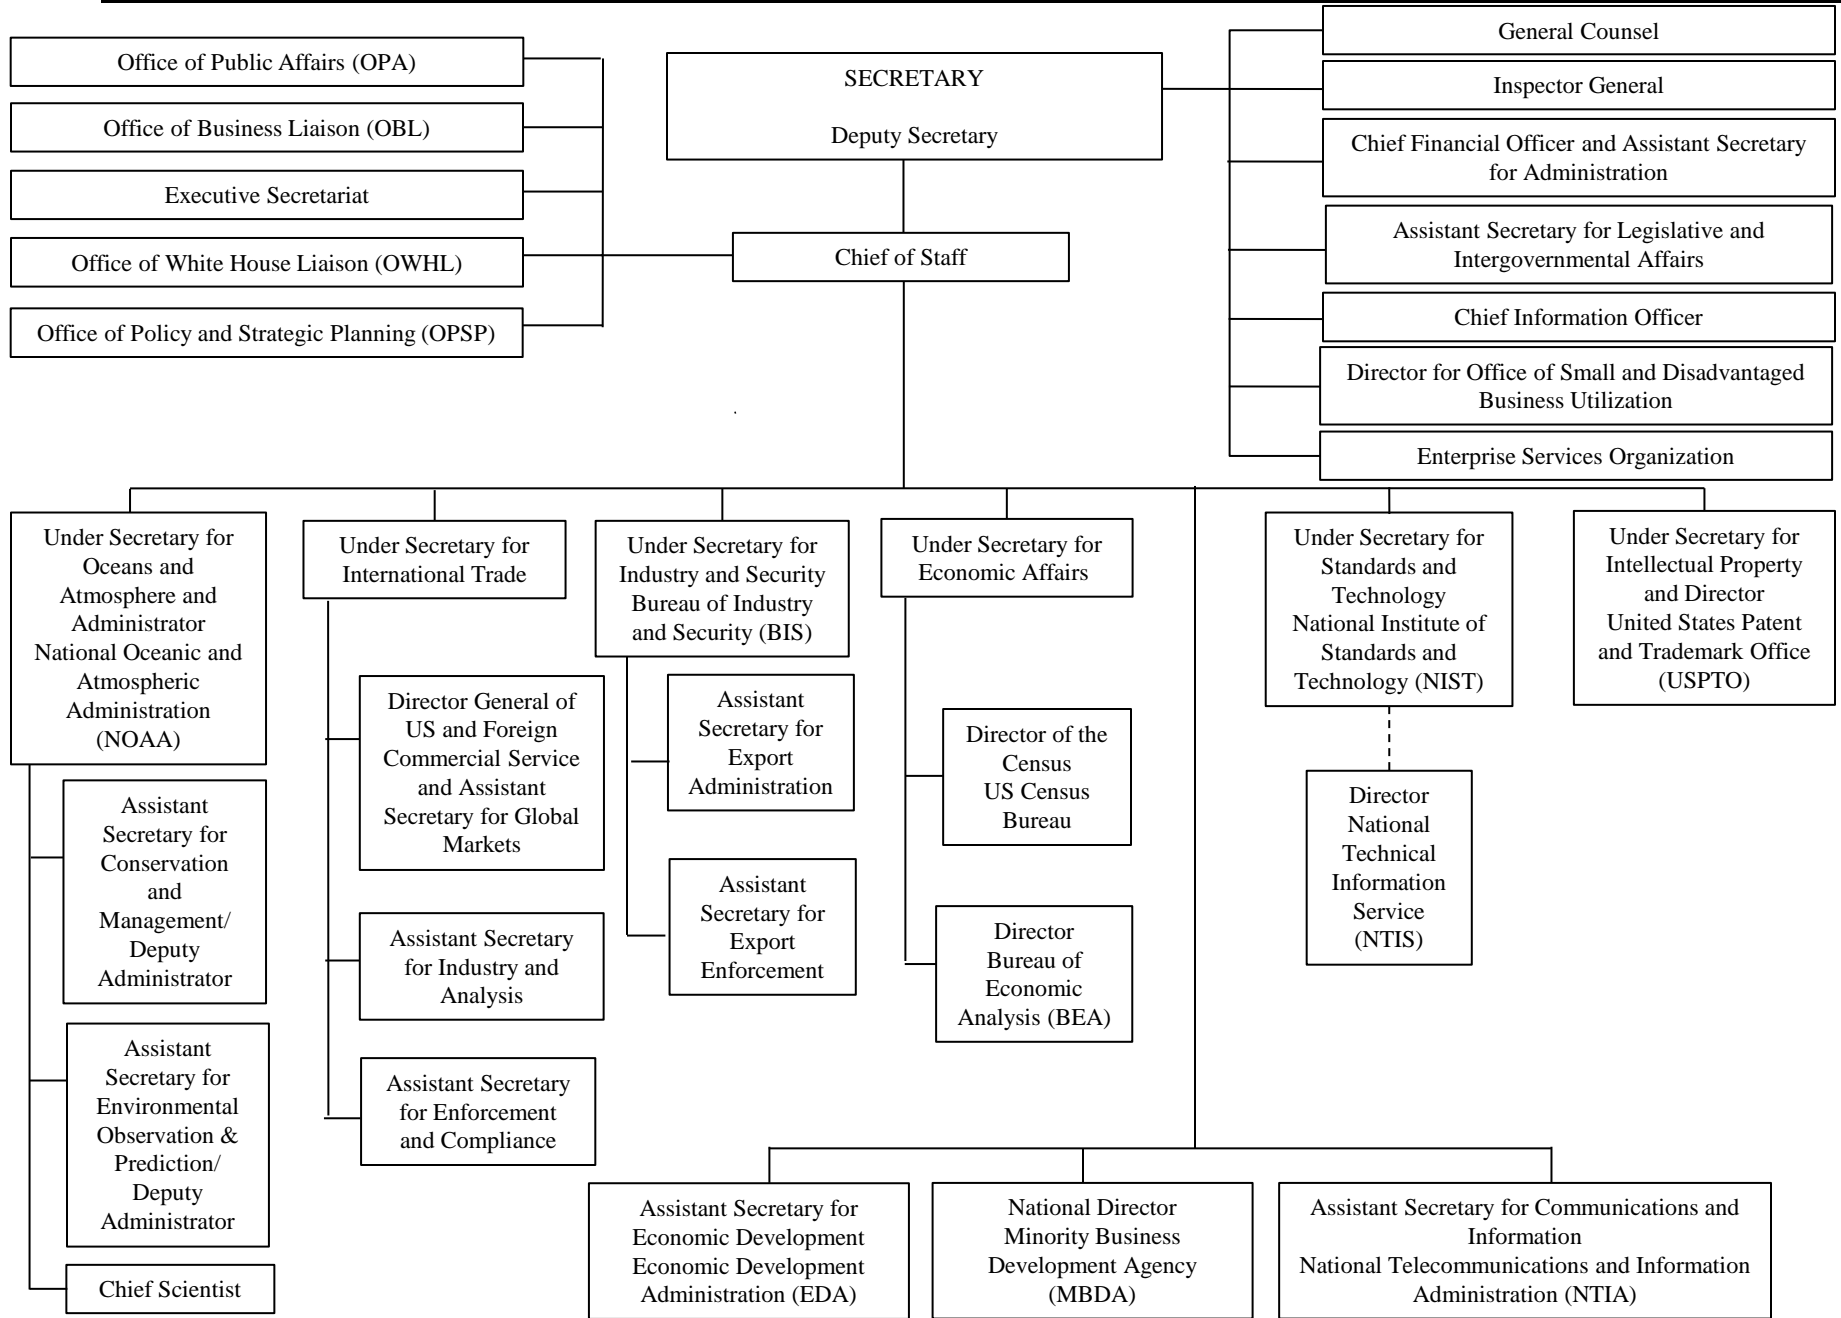 Office of Public Affairs (OPA)
Office of Business Liaison (OBL)
Executive Secretariat
Office of White House Liaison (OWHL)
Office of Policy and Strategic Planning (OPSP)
SECRETARY
Deputy Secretary
Chief of Staff
General Counsel
Inspector General
Chief Financial Officer and Assistant Secretary
for Administration
Assistant Secretary for Legislative and
Intergovernmental Affairs
Chief Information Officer
Director for Office of Small and Disadvantaged
Business Utilization
Enterprise Services Organization
Under Secretary for
Oceans and
Atmosphere and
Administrator
National Oceanic and
Atmospheric
Administration
(NOAA)
Assistant
Secretary for
Conservation
and
Management/
Deputy
Administrator
Assistant
Secretary for
Environmental
Observation &
Prediction/
Deputy
Administrator
Chief Scientist
Under Secretary for
International Trade
Director General of
US and Foreign
Commercial Service
and Assistant
Secretary for Global
Markets
Assistant Secretary
for Industry and
Analysis
Assistant Secretary
for Enforcement
and Compliance
Under Secretary for
Industry and Security
Bureau of Industry
and Security (BIS)
Assistant
Secretary for
Export
Administration
Assistant
Secretary for
Export
Enforcement
Under Secretary for
Economic Affairs
Director of the
Census
US Census
Bureau
Director
Bureau of
Economic
Analysis (BEA)
Under Secretary for
Standards and
Technology
National Institute of
Standards and
Technology (NIST)
Director
National
Technical
Information
Service
(NTIS)
Under Secretary for
Intellectual Property
and Director
United States Patent
and Trademark Office
(USPTO)
Assistant Secretary for
Economic Development
Economic Development
Administration (EDA)
National Director
Minority Business
Development Agency
(MBDA)
Assistant Secretary for Communications and
Information
National Telecommunications and Information
Administration (NTIA)